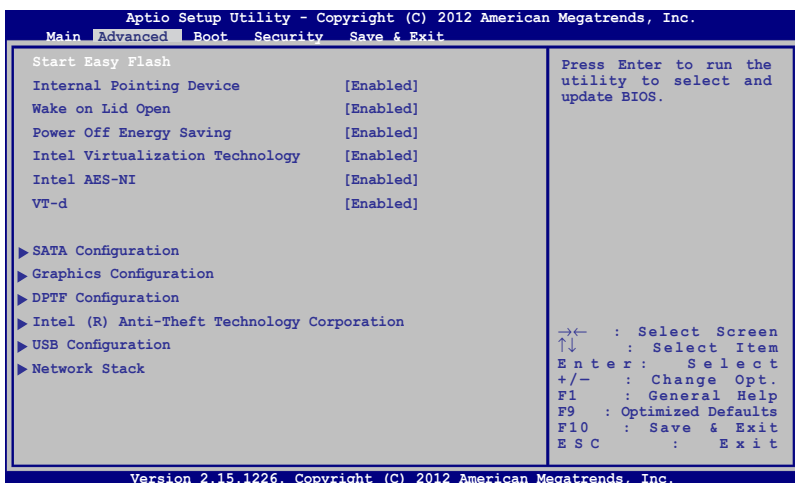 Aptio Setup Utility - Copyright (C) 2012 American Megatrends, Inc.
Main Advanced Boot Security Save & Exit
Start Easy Flash
Internal Pointing Device [Enabled]
Wake on Lid Open [Enabled]
Power Off Energy Saving [Enabled]
Intel Virtualization Technology [Enabled]
Intel AES-NI [Enabled]
VT-d [Enabled]
SATA Configuration
Graphics Configuration
DPTF Configuration
Intel (R) Anti-Theft Technology Corporation
USB Configuration
Network Stack
Press Enter to run the
utility to select and
update BIOS.
→← : Select Screen
↑↓ : Select Item
Enter: Select
+/— : Change Opt.
F1 : General Help
F9 : Optimized Defaults
F10 : Save & Exit
ESC : Exit
Version 2.15.1226. Copyright (C) 2012 American Megatrends, Inc.